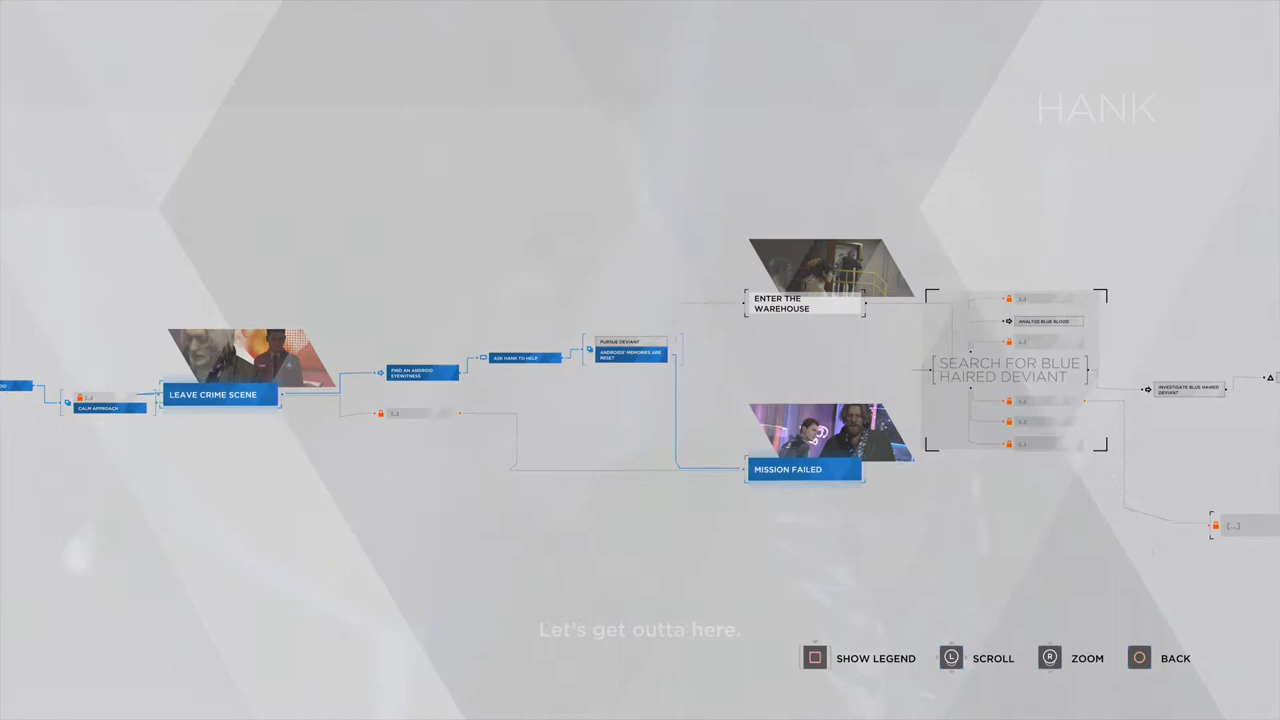 HANK
ENTER THE
WAREHOUSE
[...]
ANALYZE BLUE BLOOD
[...]
PURSUE DEVIANT
ANDROIDS' MEMORIES ARE
RESET
ASK HANK TO HELP
SEARCH FOR BLUE
HAIRED DEVIANT
FIND AN ANDROID
EYEWITNESS
INVESTIGATE BLUE HAIRED
DEVIANT
LEAVE CRIME SCENE
[...]
CALM APPROACH
[...]
[...]
[...]
[...]
MISSION FAILED
[...]
Let's get outta here.
SHOW LEGEND
L
SCROLL
R
ZOOM
BACK